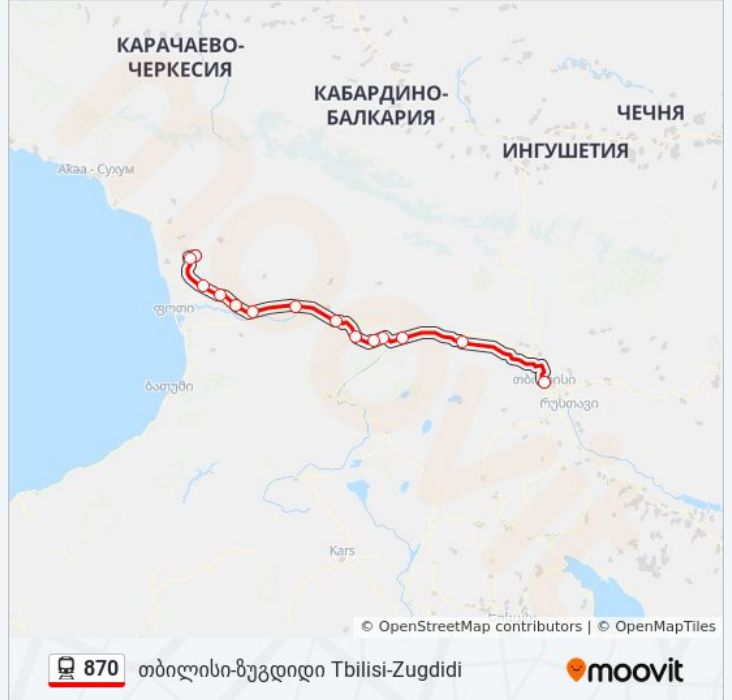 КАРАЧАЕВО-
ЧЕРКЕСИЯ
КАБАРДИНО-
БАЛКАРИЯ
ЧЕЧНЯ
ИНГУШЕТИЯ
Аҟәа - Сухум
ფოთი
ბათუმი
თბილისი
რუსთავი
Kars
© OpenStreetMap contributors | © OpenMapTiles
870 თბილისი-ზუგდიდი Tbilisi-Zugdidi
moovit